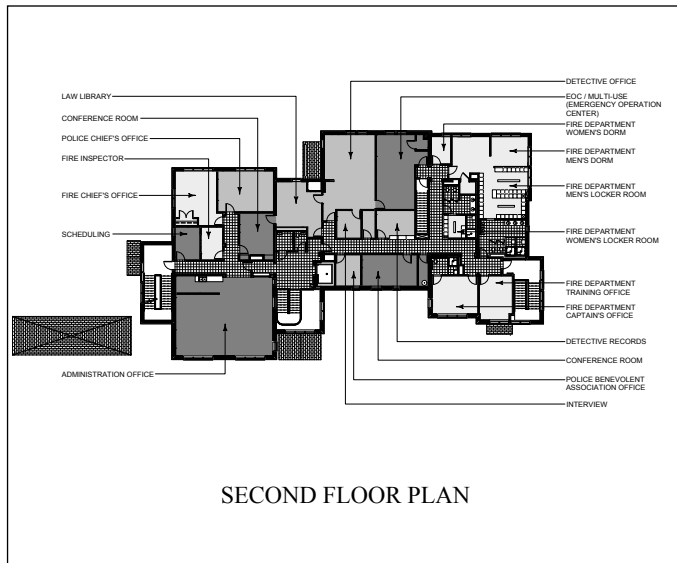 LAW LIBRARY
CONFERENCE ROOM
POLICE CHIEF'S OFFICE
FIRE INSPECTOR
FIRE CHIEF'S OFFICE
SCHEDULING
ADMINISTRATION OFFICE
DETECTIVE OFFICE
EOC / MULTI-USE
(EMERGENCY OPERATION
CENTER)
FIRE DEPARTMENT
WOMEN'S DORM
FIRE DEPARTMENT
MEN'S DORM
FIRE DEPARTMENT
MEN'S LOCKER ROOM
FIRE DEPARTMENT
WOMEN'S LOCKER ROOM
FIRE DEPARTMENT
TRAINING OFFICE
FIRE DEPARTMENT
CAPTAIN'S OFFICE
DETECTIVE RECORDS
CONFERENCE ROOM
POLICE BENEVOLENT
ASSOCIATION OFFICE
INTERVIEW
SECOND FLOOR PLAN